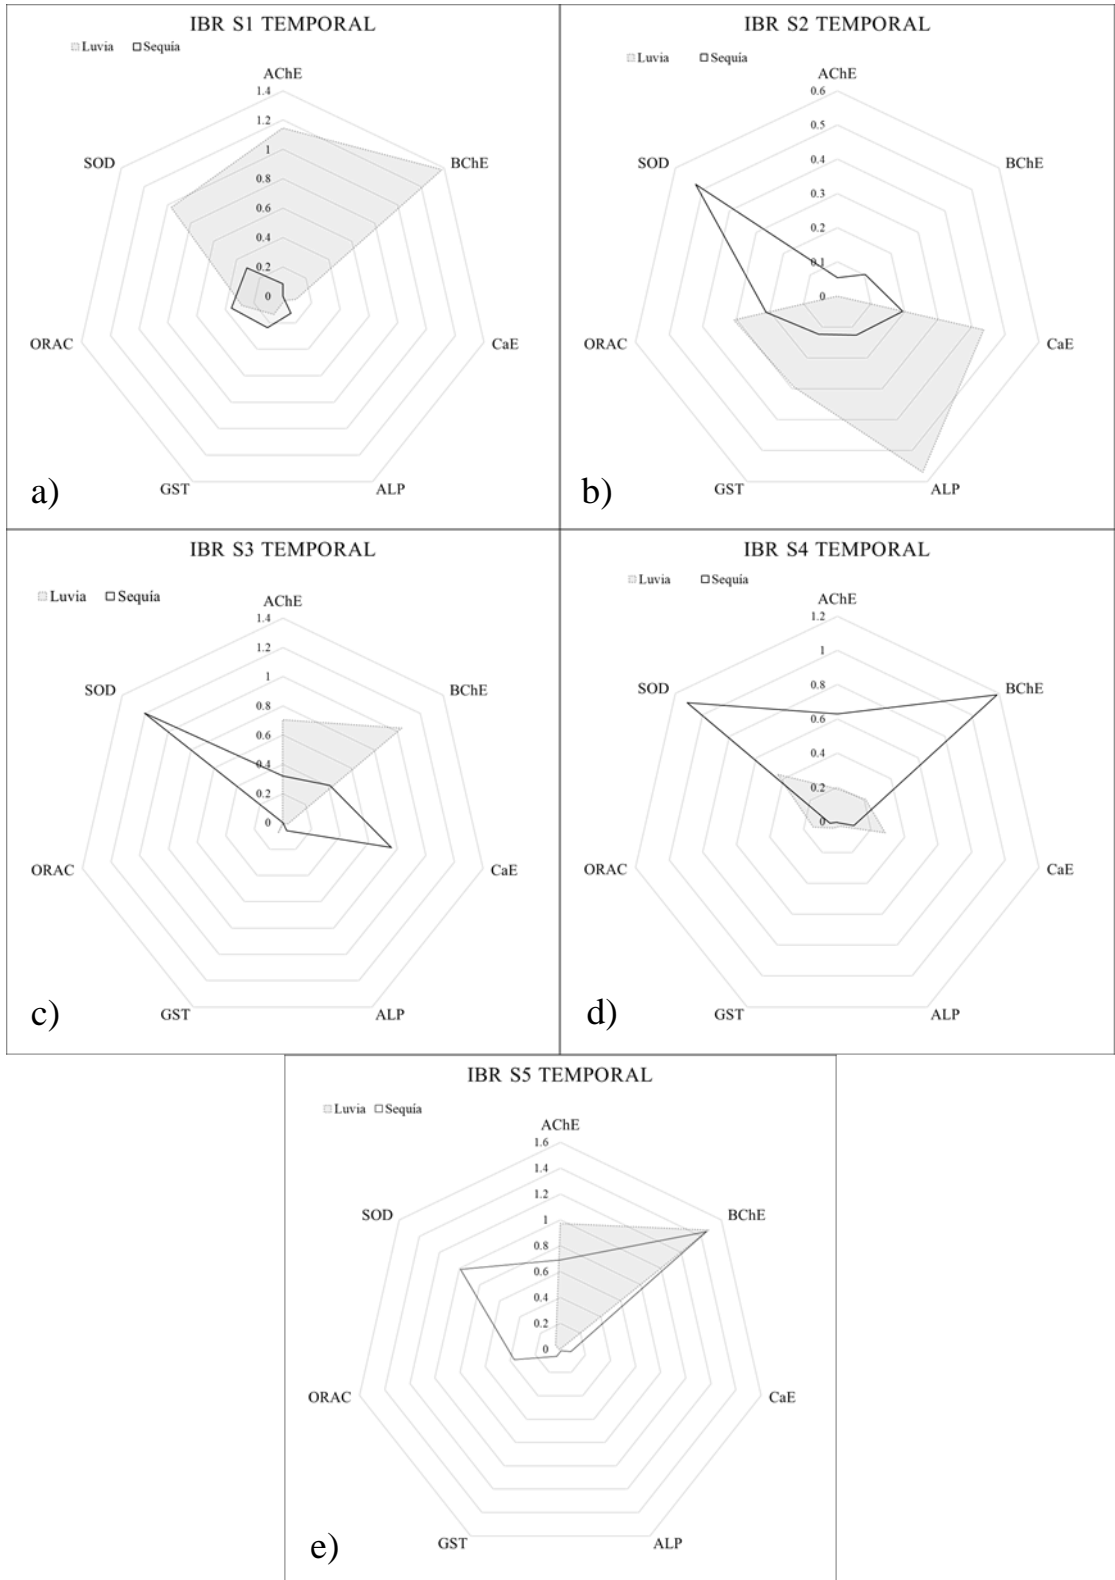 IBR S1 TEMPORAL
Luvia Sequía
AChE
1.4
1.2
1
0.8
0.6
0.4
0.2
0
SOD
BChE
ORAC
CaE
GST
ALP
a)
IBR S2 TEMPORAL
Luvia Sequía
AChE
0.6
0.5
0.4
0.3
0.2
0.1
0
SOD
BChE
ORAC
CaE
GST
ALP
b)
IBR S3 TEMPORAL
Luvia Sequía
AChE
1.4
1.2
1
0.8
0.6
0.4
0.2
0
SOD
BChE
ORAC
CaE
GST
ALP
c)
IBR S4 TEMPORAL
Luvia Sequía
AChE
1.2
1
0.8
0.6
0.4
0.2
0
SOD
BChE
ORAC
CaE
GST
ALP
d)
IBR S5 TEMPORAL
Luvia Sequía
AChE
1.6
1.4
1.2
1
0.8
0.6
0.4
0.2
0
SOD
BChE
ORAC
CaE
GST
ALP
e)